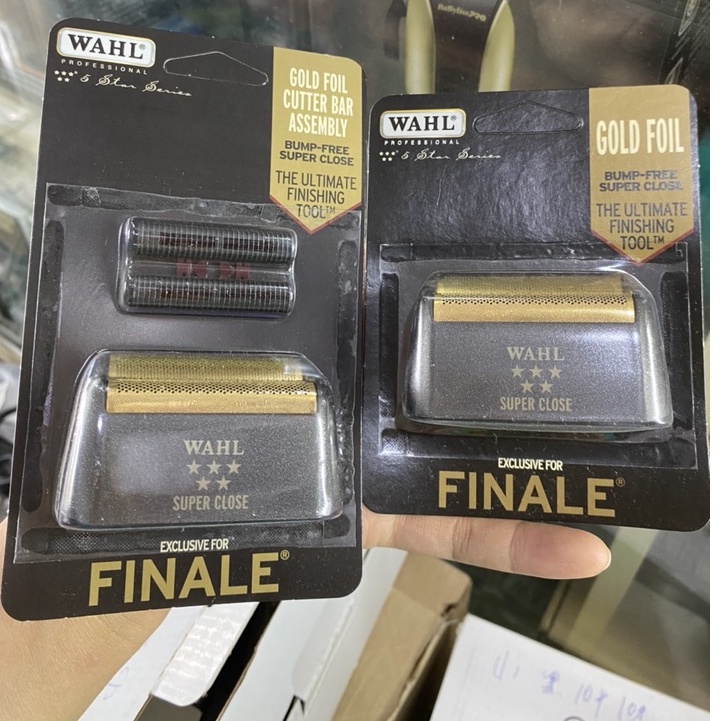 WAHL®
PROFESSIONAL
5 Star Series
GOLD FOIL
CUTTER BAR
ASSEMBLY
BUMP-FREE
SUPER CLOSE
THE ULTIMATE
FINISHING
TOOL™
WAHL
SUPER CLOSE
EXCLUSIVE FOR
FINALE®
WAHL®
PROFESSIONAL
5 Star Series
GOLD FOIL
BUMP-FREE
SUPER CLOSE
THE ULTIMATE
FINISHING
TOOL™
WAHL
SUPER CLOSE
EXCLUSIVE FOR
FINALE®
BaBylissPRO